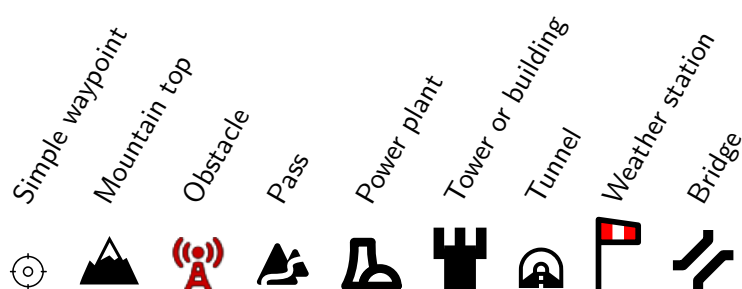 Simple waypoint
Mountain top
Obstacle
Pass
Power plant
Tower or building
Tunnel
Weather station
Bridge